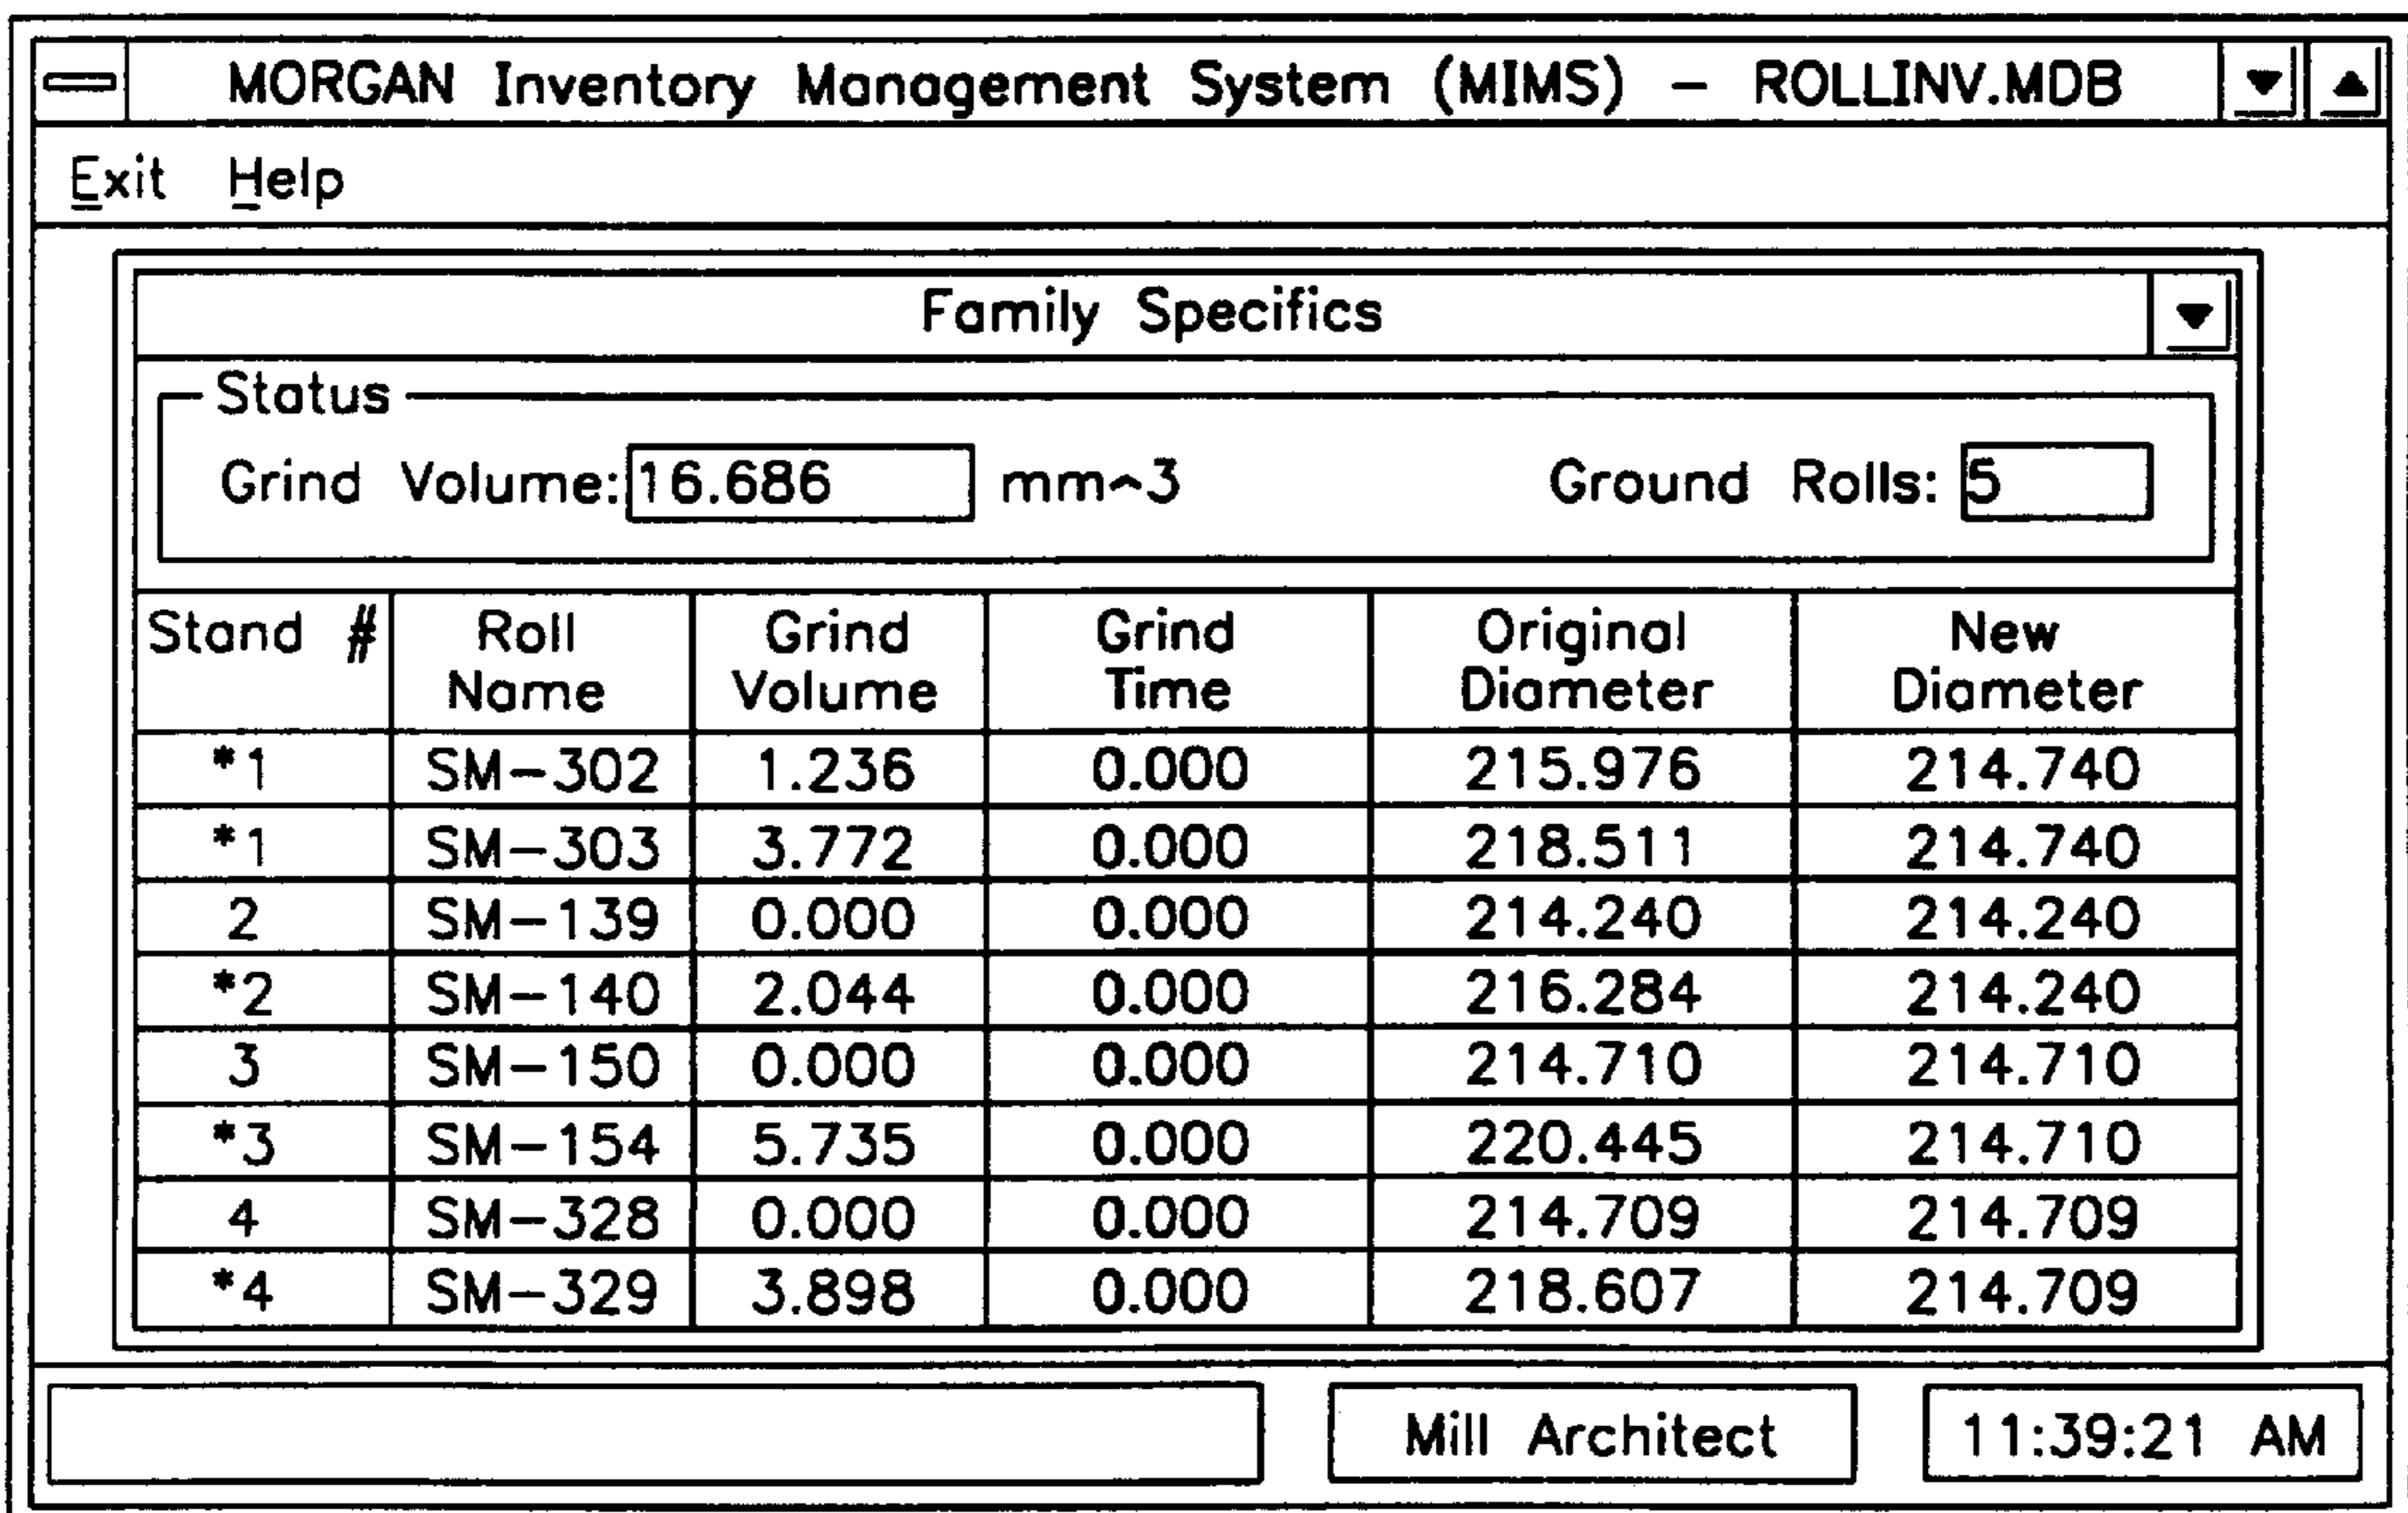 MORGAN Inventory Management System (MIMS) – ROLLINV.MDB
Exit Help
Family Specifics
Status
Grind Volume: 16.686 mm^3 Ground Rolls: 5
Stand # Roll Name Grind Volume Grind Time Original Diameter New Diameter
*1 SM–302 1.236 0.000 215.976 214.740
*1 SM–303 3.772 0.000 218.511 214.740
2 SM–139 0.000 0.000 214.240 214.240
*2 SM–140 2.044 0.000 216.284 214.240
3 SM–150 0.000 0.000 214.710 214.710
*3 SM–154 5.735 0.000 220.445 214.710
4 SM–328 0.000 0.000 214.709 214.709
*4 SM–329 3.898 0.000 218.607 214.709
Mill Architect 11:39:21 AM